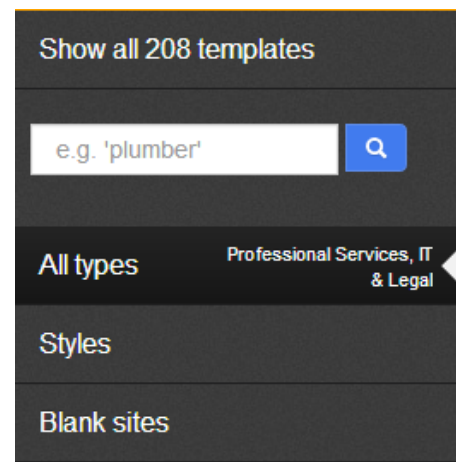 Show all 208 templates
e.g. 'plumber'
All types
Professional Services, IT
& Legal
Styles
Blank sites